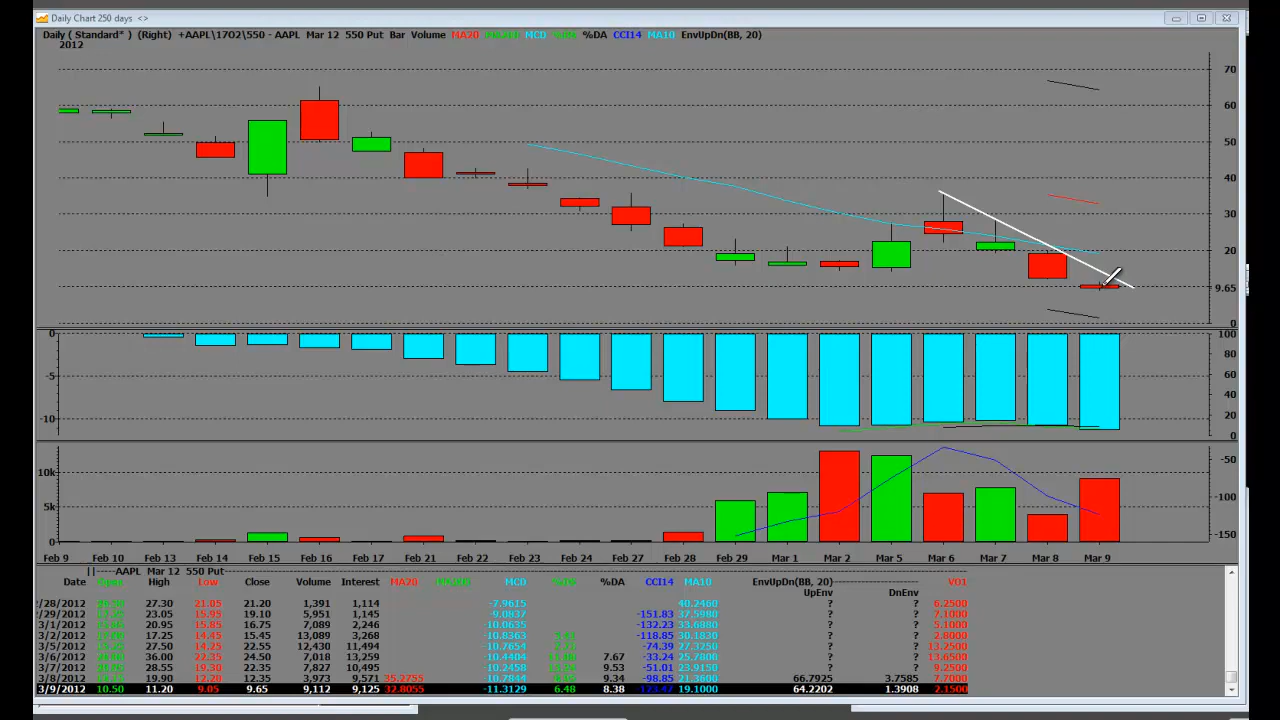 Daily Chart 250 days <>
Daily ( Standard* ) (Right) +AAPL\17O2\550 - AAPL Mar 12 550 Put Bar Volume MA20 MCD %DA CCI14 MA10 EnvUpDn(BB, 20)
2012
70
60
50
40
30
20
9.65
0
0 100
80
-5 60
40
-10 20
0
10k -50
5k -100
0 -150
Feb 9 Feb 10 Feb 13 Feb 14 Feb 15 Feb 16 Feb 17 Feb 21 Feb 22 Feb 23 Feb 24 Feb 27 Feb 28 Feb 29 Mar 1 Mar 2 Mar 5 Mar 6 Mar 7 Mar 8 Mar 9
AAPL Mar 12 550 Put
Date Open High Low Close Volume Interest MA20 MCD %DA CCI14 MA10 EnvUpDn(BB, 20) VO1
UpEnv DnEnv
/28/2012 27.30 21.05 21.20 1,391 1,114 -7.9615 40.2460 ? ? 6.2500
/29/2012 23.05 15.95 19.10 5,951 1,145 -9.0837 -151.83 37.5980 ? ? 7.1000
3/1/2012 20.95 15.95 16.75 7,089 2,246 -10.0635 -132.23 33.6880 ? ? 5.1000
3/2/2012 17.25 14.45 15.45 13,089 3,268 -10.8363 -118.85 30.1830 ? ? 2.8000
3/5/2012 27.50 14.25 22.55 12,430 11,494 -10.7654 -74.39 27.3250 ? ? 13.2500
3/6/2012 36.00 22.35 24.50 7,018 13,259 -10.4404 7.67 -33.24 25.7800 ? ? 13.6500
3/7/2012 28.55 19.30 22.35 7,827 10,495 -10.2458 9.53 -51.01 23.9150 ? ? 9.2500
3/8/2012 19.90 12.20 12.35 3,973 9,571 35.2755 -10.7844 9.34 -98.85 21.3600 66.7925 3.7585 7.7000
3/9/2012 10.50 11.20 9.05 9.65 9,112 9,125 32.8055 -11.3129 6.48 8.38 -123.47 19.1000 64.2202 1.3908 2.1500